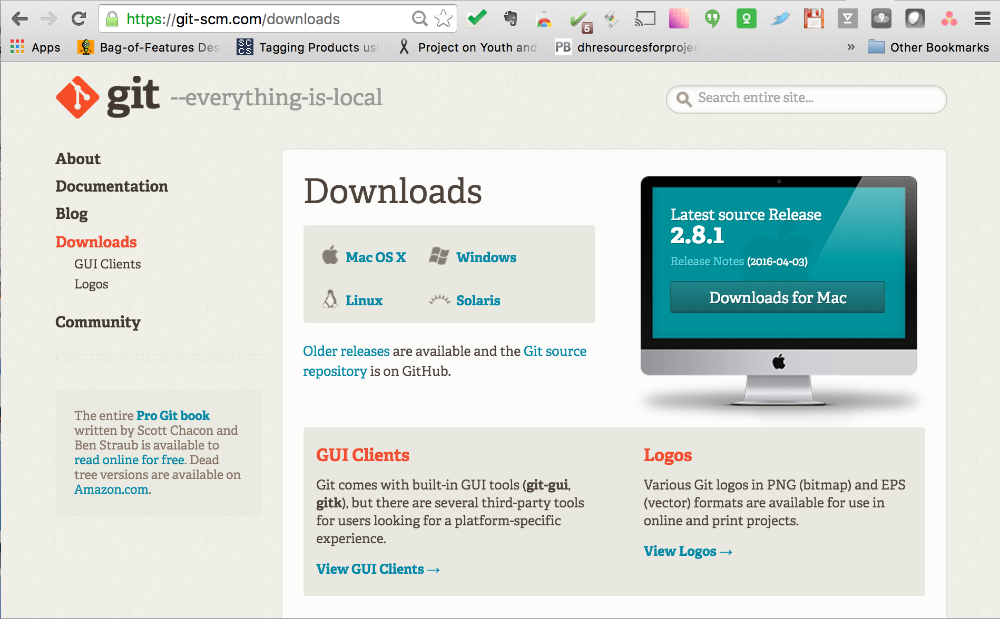 https://git-scm.com/downloads
5
9
Apps
Bag-of-Features Des
SCCS
Tagging Products usi
Project on Youth and
PB
dhresourcesforprojec
»
Other Bookmarks
git --everything-is-local
Search entire site...
About
Documentation
Blog
Downloads
GUI Clients
Logos
Community
The entire Pro Git book
written by Scott Chacon and
Ben Straub is available to
read online for free. Dead
tree versions are available on
Amazon.com.
Downloads
Mac OS X
Windows
Linux
Solaris
Older releases are available and the Git source
repository is on GitHub.
Latest source Release
2.8.1
Release Notes (2016-04-03)
Downloads for Mac
GUI Clients
Git comes with built-in GUI tools (git-gui,
gitk), but there are several third-party tools
for users looking for a platform-specific
experience.
View GUI Clients →
Logos
Various Git logos in PNG (bitmap) and EPS
(vector) formats are available for use in
online and print projects.
View Logos →